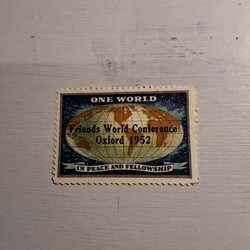 ONE WORLD
Friends World Conference
Oxford 1952
IN PEACE AND FELLOWSHIP